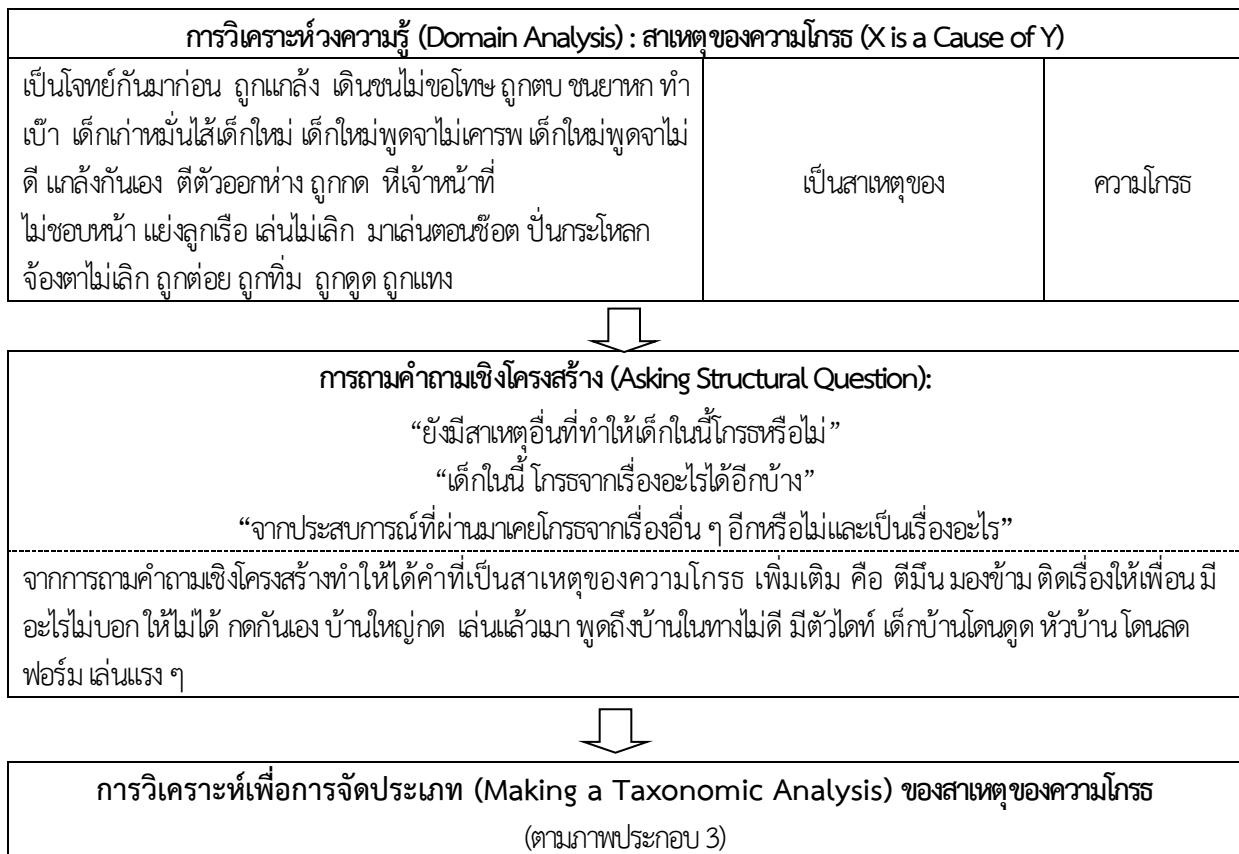 การวิเคราะห์วงความรู้ (Domain Analysis) : สาเหตุของความโกรธ (X is a Cause of Y)
เป็นโจทย์กันมาก่อน ถูกแกล้ง เดินชนไม่ขอโทษ ถูกตบ ชนยาหก ทำ
เบ๊า เด็กเก่าหมั่นไส้เด็กใหม่ เด็กใหม่พูดจาไม่เคารพ เด็กใหม่พูดจาไม่
ดี แกล้งกันเอง ตีตัวออกห่าง ถูกกด หีเจ้าหน้าที่
ไม่ชอบหน้า แย่งลูกเรือ เล่นไม่เลิก มาเล่นตอนช๊อต ปั่นกระโหลก
จ้องตาไม่เลิก ถูกต่อย ถูกทิ่ม ถูกดูด ถูกแทง
เป็นสาเหตุของ
ความโกรธ
การถามคำถามเชิงโครงสร้าง (Asking Structural Question):
“ยังมีสาเหตุอื่นที่ทำให้เด็กในนี้โกรธหรือไม่”
“เด็กในนี้ โกรธจากเรื่องอะไรได้อีกบ้าง”
“จากประสบการณ์ที่ผ่านมาเคยโกรธจากเรื่องอื่น ๆ อีกหรือไม่และเป็นเรื่องอะไร”
จากการถามคำถามเชิงโครงสร้างทำให้ได้คำที่เป็นสาเหตุของความโกรธ เพิ่มเติม คือ ตีมึน มองข้าม ติดเรื่องให้เพื่อน มี
อะไรไม่บอก ให้ไม่ได้ กดกันเอง บ้านใหญ่กด เล่นแล้วเมา พูดถึงบ้านในทางไม่ดี มีตัวไดท์ เด็กบ้านโดนดูด หัวบ้าน โดนลด
ฟอร์ม เล่นแรง ๆ
การวิเคราะห์เพื่อการจัดประเภท (Making a Taxonomic Analysis) ของสาเหตุของความโกรธ
(ตามภาพประกอบ 3)